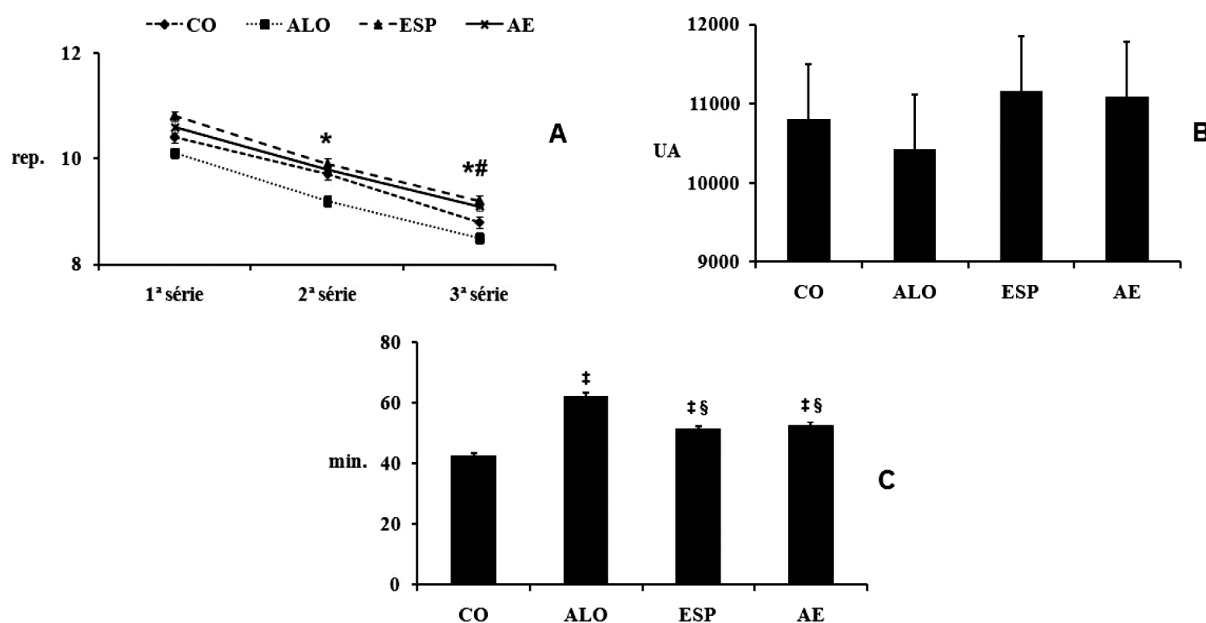 CO ALO ESP AE
12
10
8
rep.
*
*#
A
1ª série 2ª série 3ª série
12000
11000
10000
9000
UA
B
CO ALO ESP AE
80
60
40
20
0
min.
‡
‡ §
‡ §
C
CO ALO ESP AE